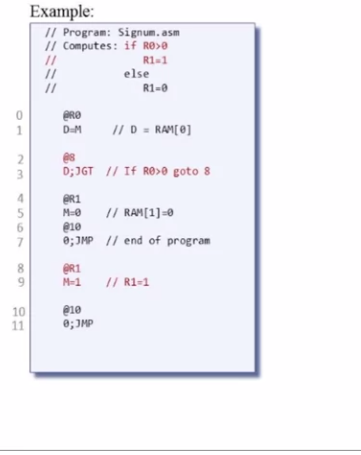 Example:
// Program: Signum.asm
// Computes: if R0>0
// R1=1
// else
// R1=0
0 @R0
1 D=M // D = RAM[0]
2 @8
3 D;JGT // If R0>0 goto 8
4 @R1
5 M=0 // RAM[1]=0
6 @10
7 0;JMP // end of program
8 @R1
9 M=1 // R1=1
10 @10
11 0;JMP